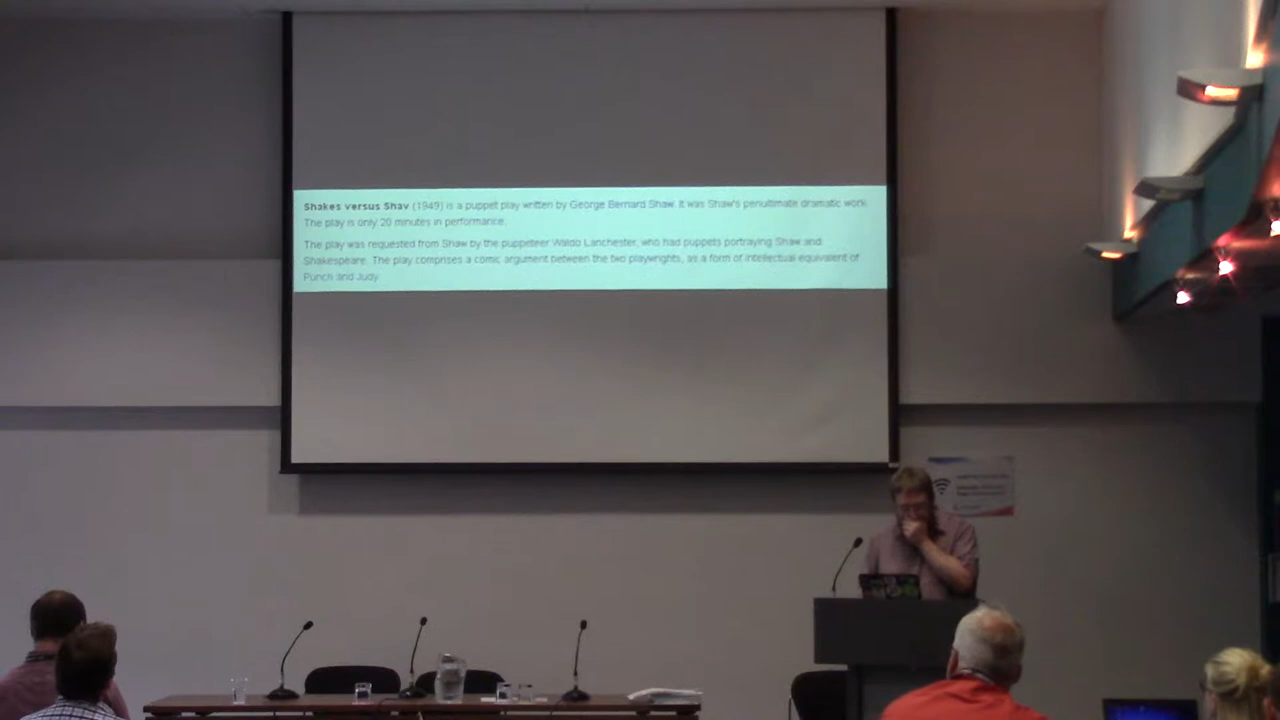 Shakes versus Shav (1949) is a puppet play written by George Bernard Shaw. It was Shaw's penultimate dramatic work.
The play is only 20 minutes in performance.
The play was requested from Shaw by the puppeteer Waldo Lanchester, who had puppets portraying Shaw and
Shakespeare. The play comprises a comic argument between the two playwrights, as a form of intellectual equivalent of
Punch and Judy.